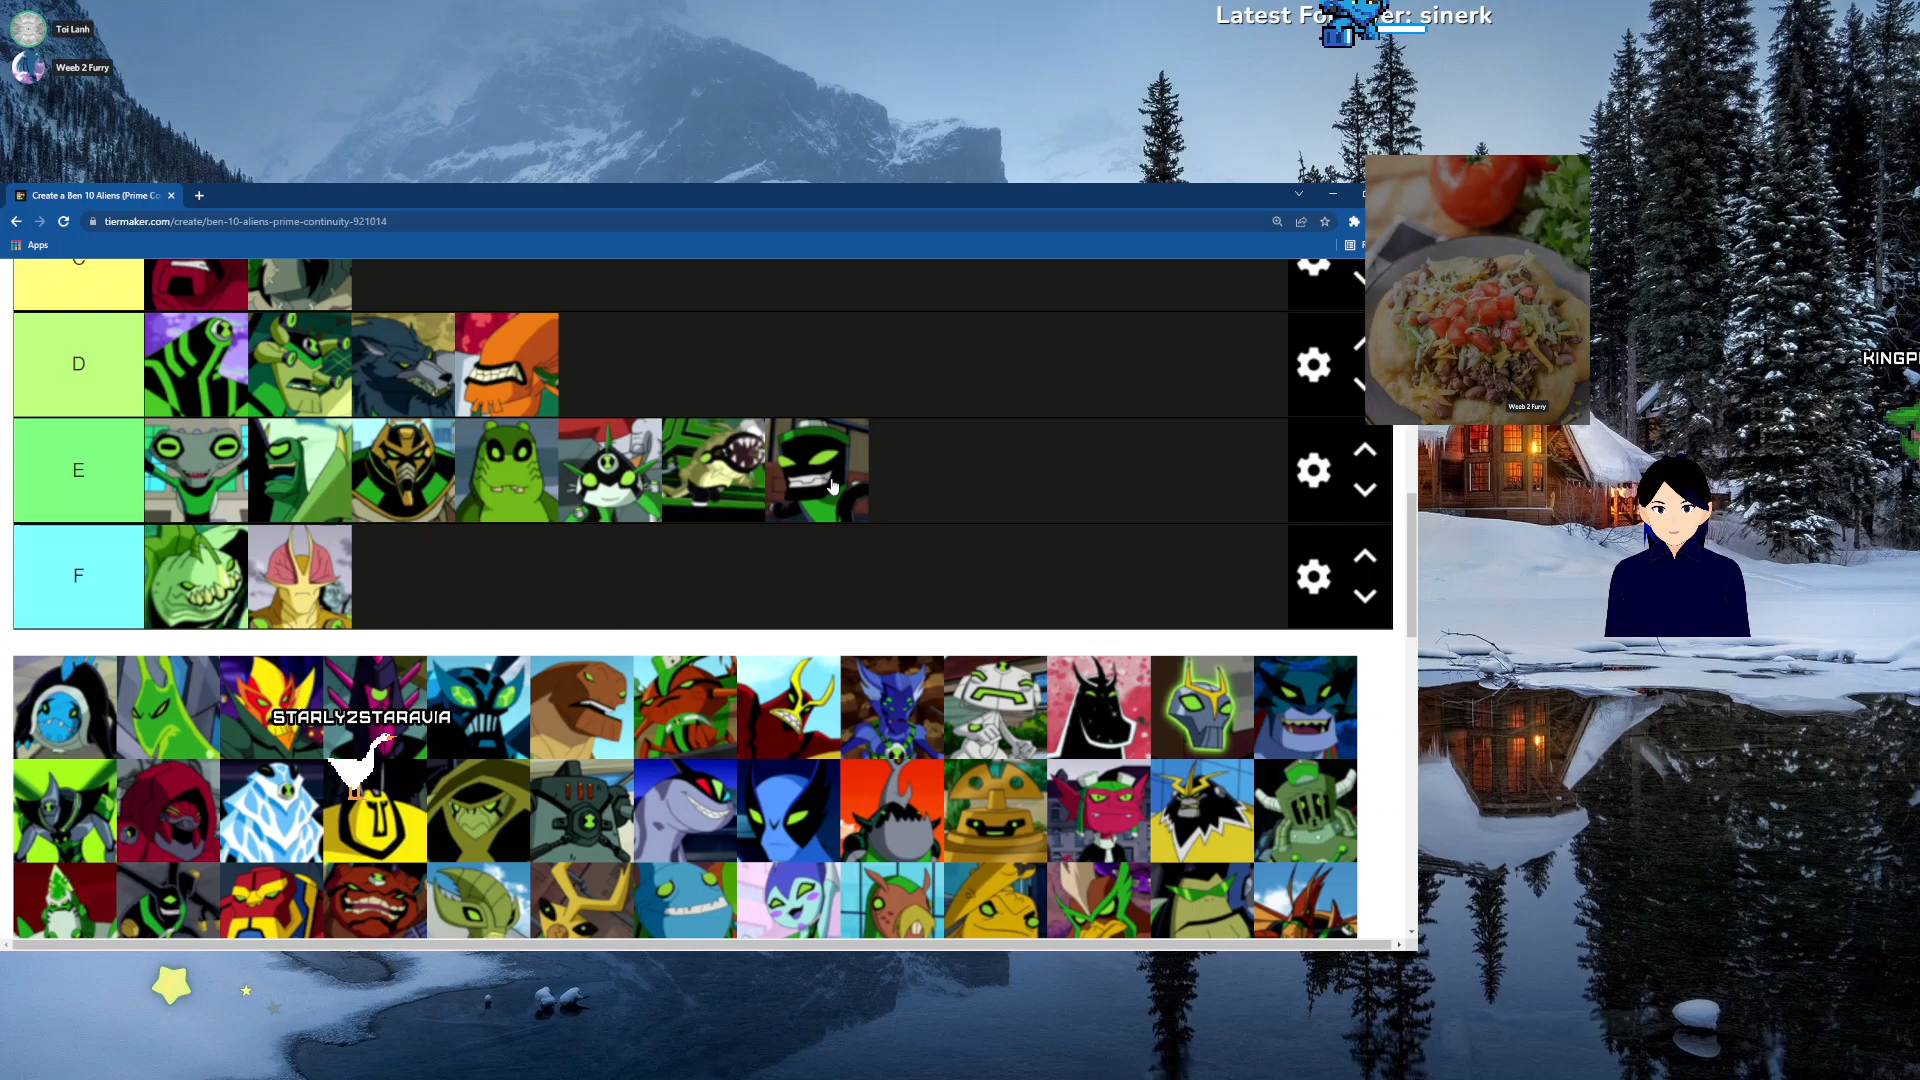 Toi Lanh
Weeb 2 Furry
Latest Fo er: sinerk
Create a Ben 10 Aliens (Prime Co
tiermaker.com/create/ben-10-aliens-prime-continuity-921014
Apps
C
D
Weeb 2 Furry
KINGP
E
F
STARLY2STARAVIA